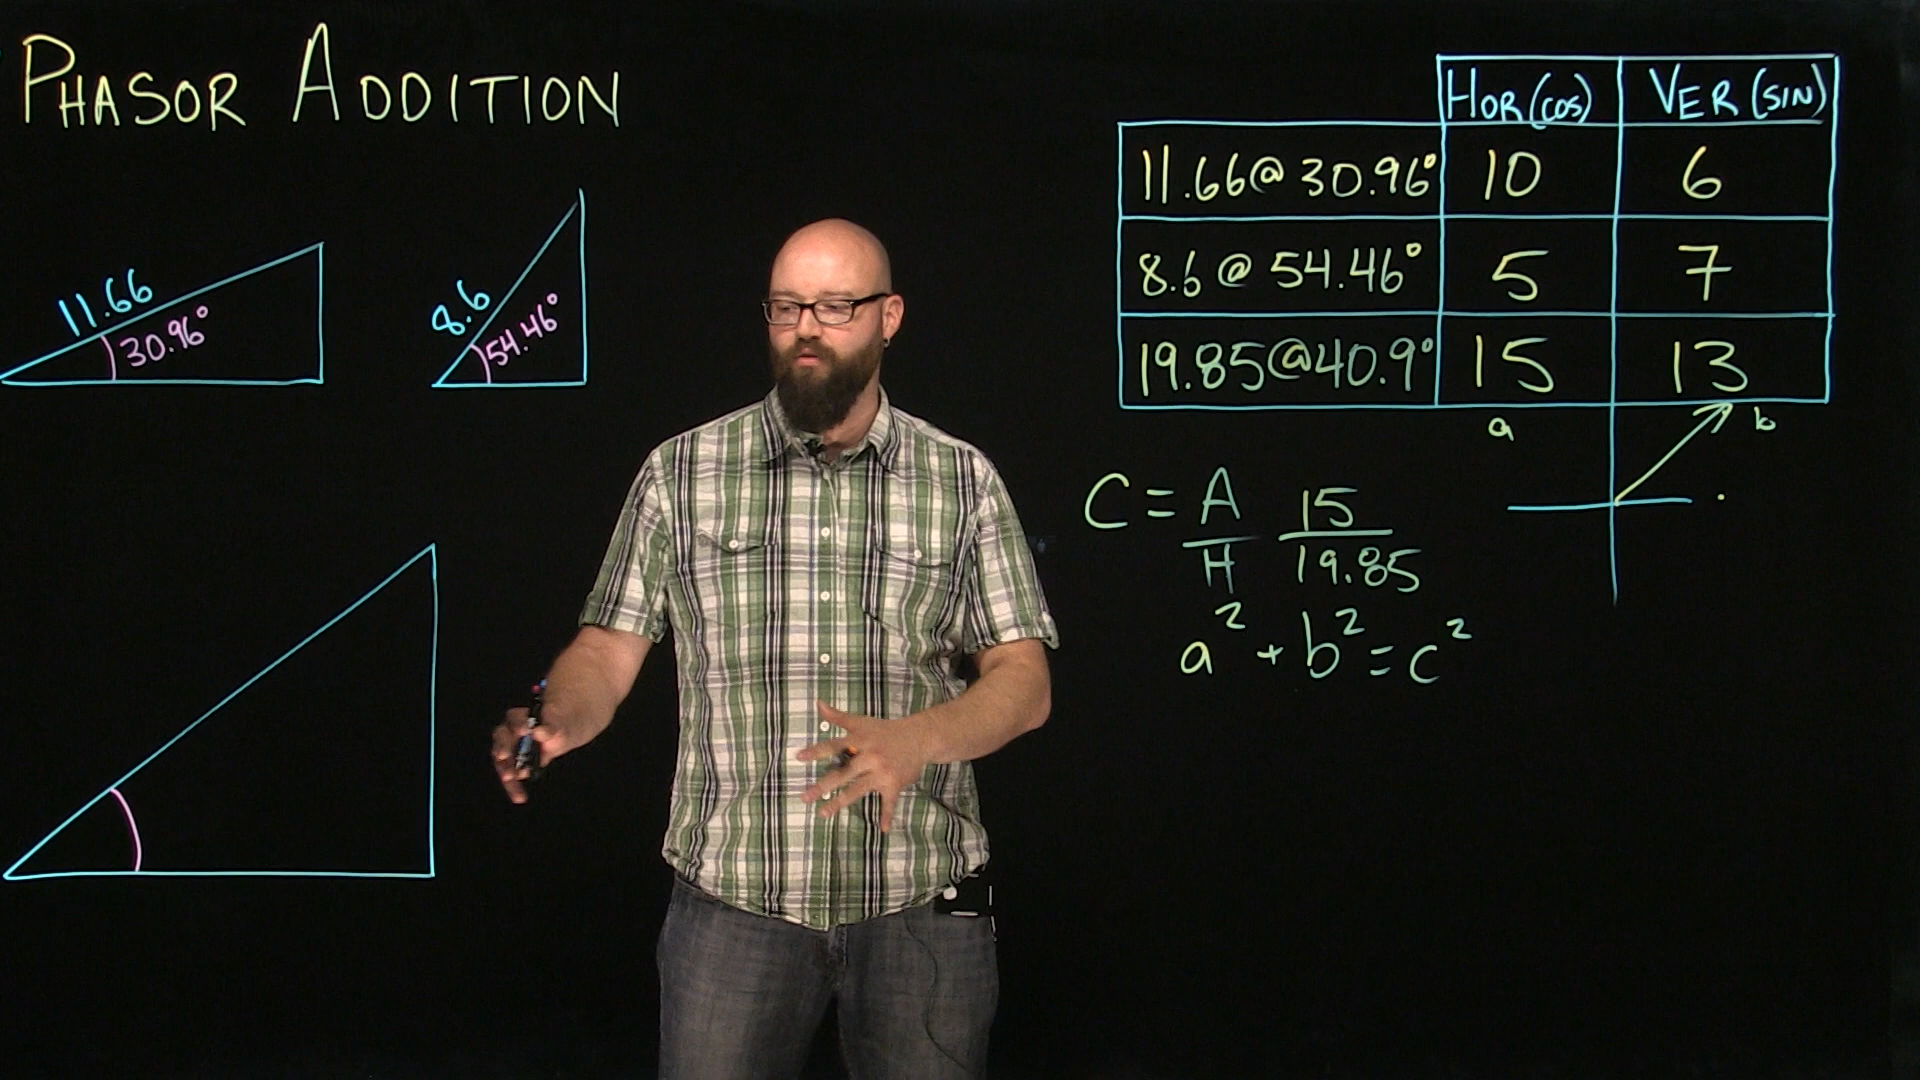 PHASOR ADDITION
HOR (COS) VER (SIN)
11.66@30.96° 10 6
8.6@54.46° 5 7
19.85@40.9° 15 13
a b
11.66
30.96°
8.6
54.46°
C = A 15
H 19.85
a² + b² = c²